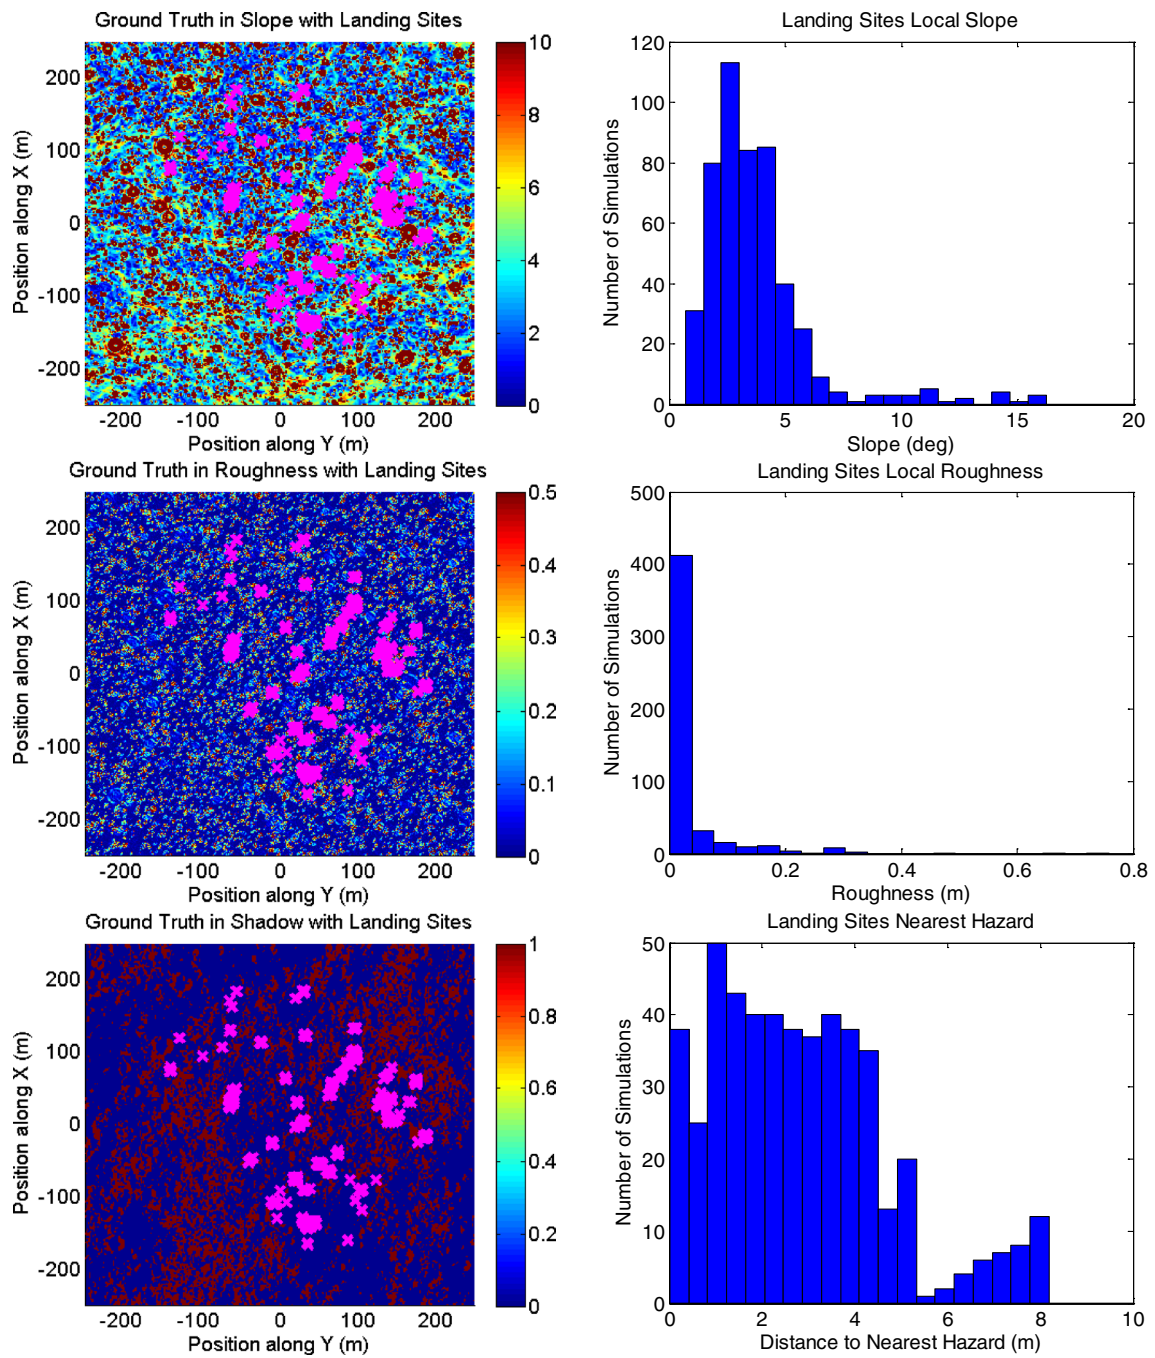 Ground Truth in Slope with Landing Sites
200
100
0
-100
-200
Position along X (m)
-200 -100 0 100 200
Position along Y (m)
10
8
6
4
2
0
Landing Sites Local Slope
120
100
80
60
40
20
0
Number of Simulations
0 5 10 15 20
Slope (deg)
Ground Truth in Roughness with Landing Sites
200
100
0
-100
-200
Position along X (m)
-200 -100 0 100 200
Position along Y (m)
0.5
0.4
0.3
0.2
0.1
0
Landing Sites Local Roughness
500
400
300
200
100
0
Number of Simulations
0 0.2 0.4 0.6 0.8
Roughness (m)
Ground Truth in Shadow with Landing Sites
200
100
0
-100
-200
Position along X (m)
-200 -100 0 100 200
Position along Y (m)
1
0.8
0.6
0.4
0.2
0
Landing Sites Nearest Hazard
50
40
30
20
10
0
Number of Simulations
0 2 4 6 8 10
Distance to Nearest Hazard (m)